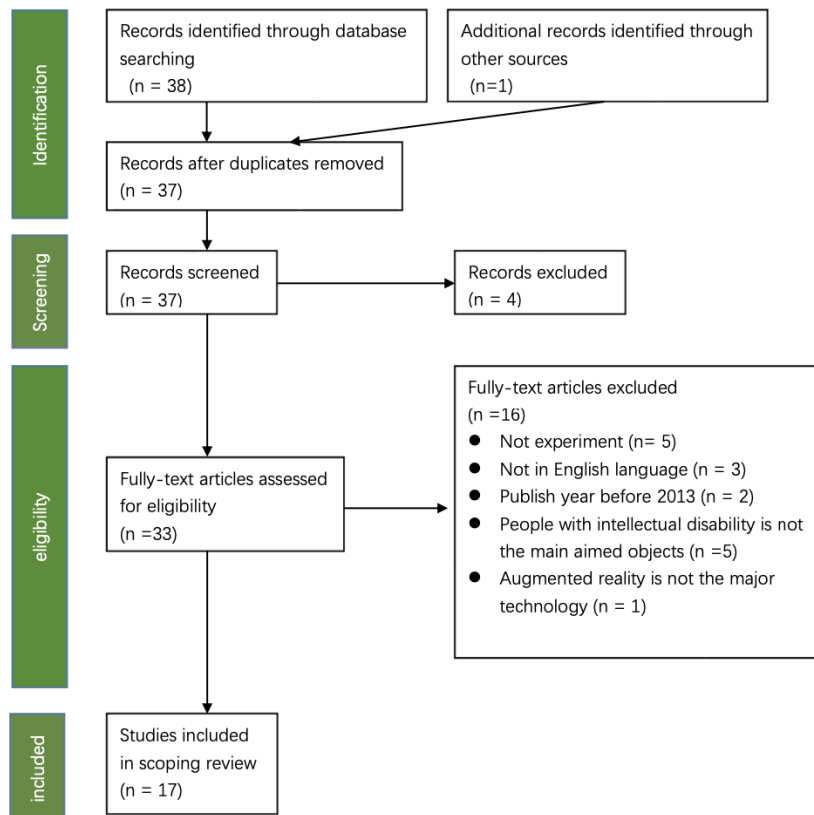 Identification
Records identified through database
searching
(n = 38)
Additional records identified through
other sources
(n=1)
Records after duplicates removed
(n = 37)
Screening
Records screened
(n = 37)
Records excluded
(n = 4)
eligibility
Fully-text articles assessed
for eligibility
(n =33)
Fully-text articles excluded
(n =16)
● Not experiment (n= 5)
● Not in English language (n = 3)
● Publish year before 2013 (n = 2)
● People with intellectual disability is not
the main aimed objects (n =5)
● Augmented reality is not the major
technology (n = 1)
included
Studies included
in scoping review
(n = 17)